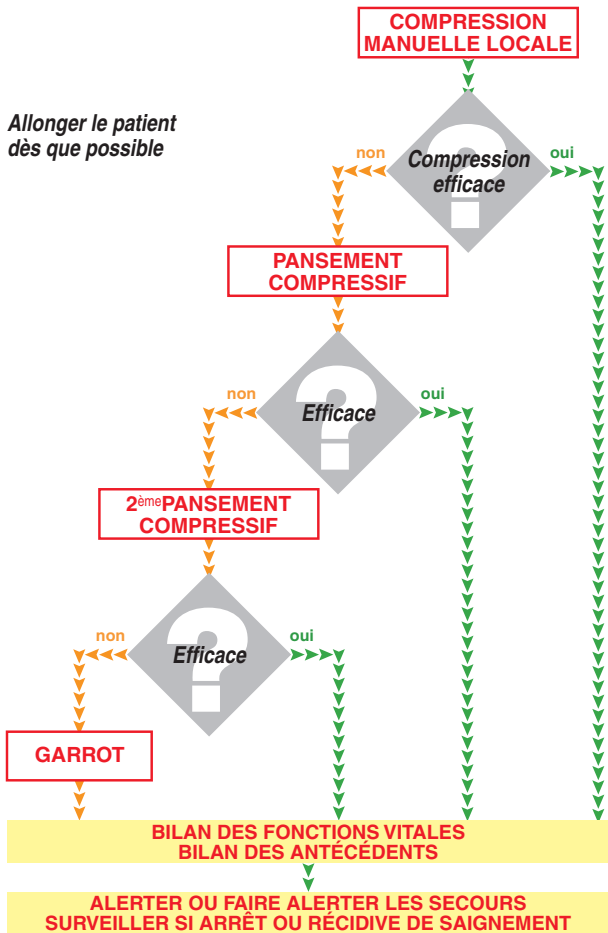 COMPRESSION
MANUELLE LOCALE
Allonger le patient
dès que possible
non
Compression
efficace
oui
PANSEMENT
COMPRESSIF
non
Efficace
oui
2ème PANSEMENT
COMPRESSIF
non
Efficace
oui
GARROT
BILAN DES FONCTIONS VITALES
BILAN DES ANTÉCÉDENTS
ALERTER OU FAIRE ALERTER LES SECOURS
SURVEILLER SI ARRÊT OU RÉCIDIVE DE SAIGNEMENT